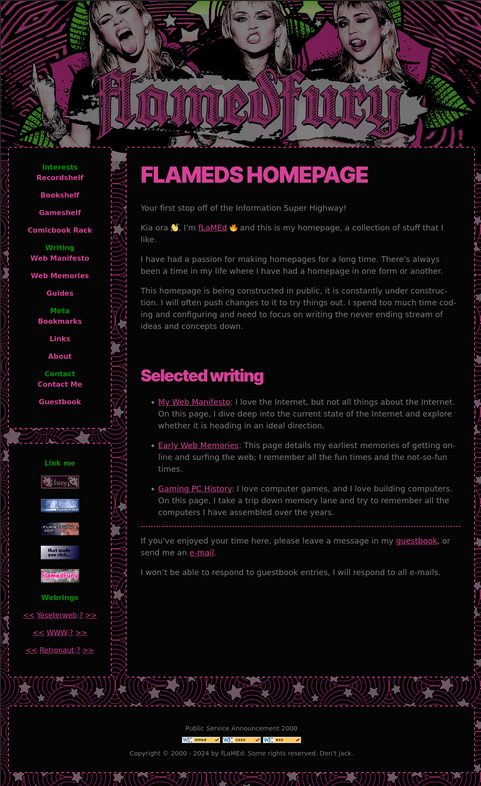 flamedfury
Interests
Recordshelf
Bookshelf
Gameshelf
Comicbook Rack
Writing
Web Manifesto
Web Memories
Guides
Meta
Bookmarks
Links
About
Contact
Contact Me
Guestbook
Link me
fury
that made
you click...
FlamedFury
Webrings
<< Yeseterweb:? >>
<< WWW:? >>
<< Retronaut:? >>
FLAMEDS HOMEPAGE
Your first stop off of the Information Super Highway!
Kia ora 👋, I'm fLaMEd 🔥 and this is my homepage, a collection of stuff that I
like.
I have had a passion for making homepages for a long time. There's always
been a time in my life where I have had a homepage in one form or another.
This homepage is being constructed in public, it is constantly under construc-
tion. I will often push changes to it to try things out. I spend too much time cod-
ing and configuring and need to focus on writing the never ending stream of
ideas and concepts down.
Selected writing
• My Web Manifesto: I love the Internet, but not all things about the Internet.
On this page, I dive deep into the current state of the Internet and explore
whether it is heading in an ideal direction.
• Early Web Memories: This page details my earliest memories of getting on-
line and surfing the web; I remember all the fun times and the not-so-fun
times.
• Gaming PC History: I love computer games, and I love building computers.
On this page, I take a trip down memory lane and try to remember all the
computers I have assembled over the years.
If you've enjoyed your time here, please leave a message in my guestbook, or
send me an e-mail.
I won't be able to respond to guestbook entries, I will respond to all e-mails.
Public Service Announcement 2000
Copyright © 2000 - 2024 by fLaMEd. Some rights reserved. Don't jack.